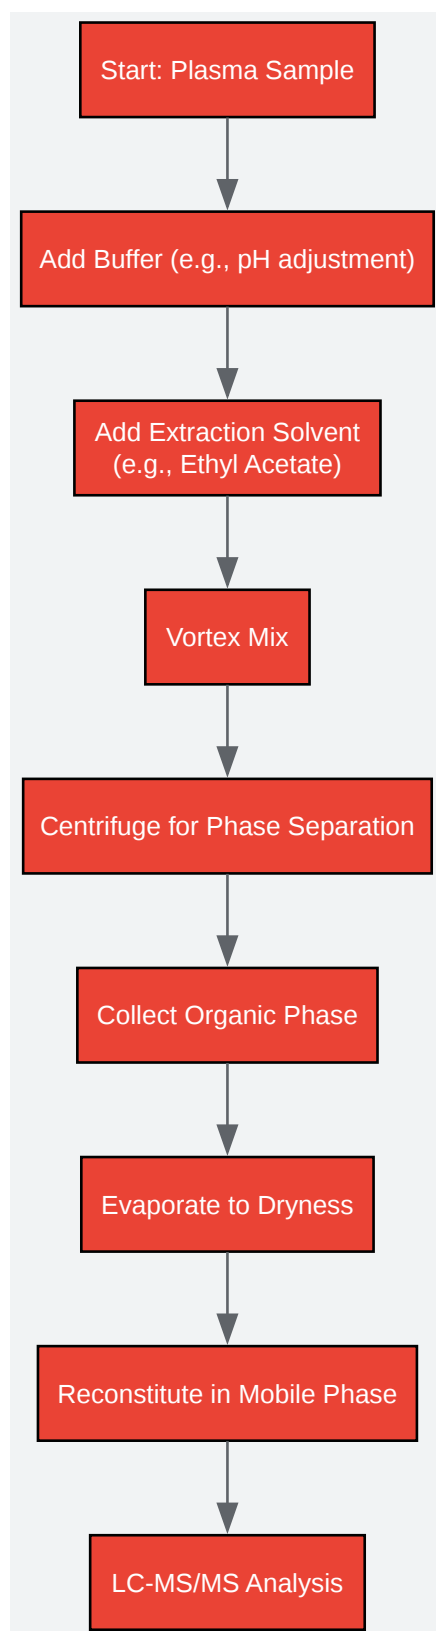 Start: Plasma Sample
Add Buffer (e.g., pH adjustment)
Add Extraction Solvent
(e.g., Ethyl Acetate)
Vortex Mix
Centrifuge for Phase Separation
Collect Organic Phase
Evaporate to Dryness
Reconstitute in Mobile Phase
LC-MS/MS Analysis